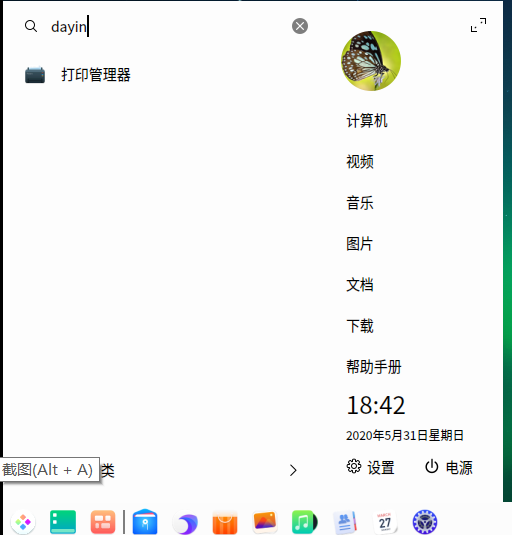 dayin
打印管理器
计算机
视频
音乐
图片
文档
下载
帮助手册
18:42
2020年5月31日星期日
设置
电源
截图(Alt + A)
类
MARCH
27